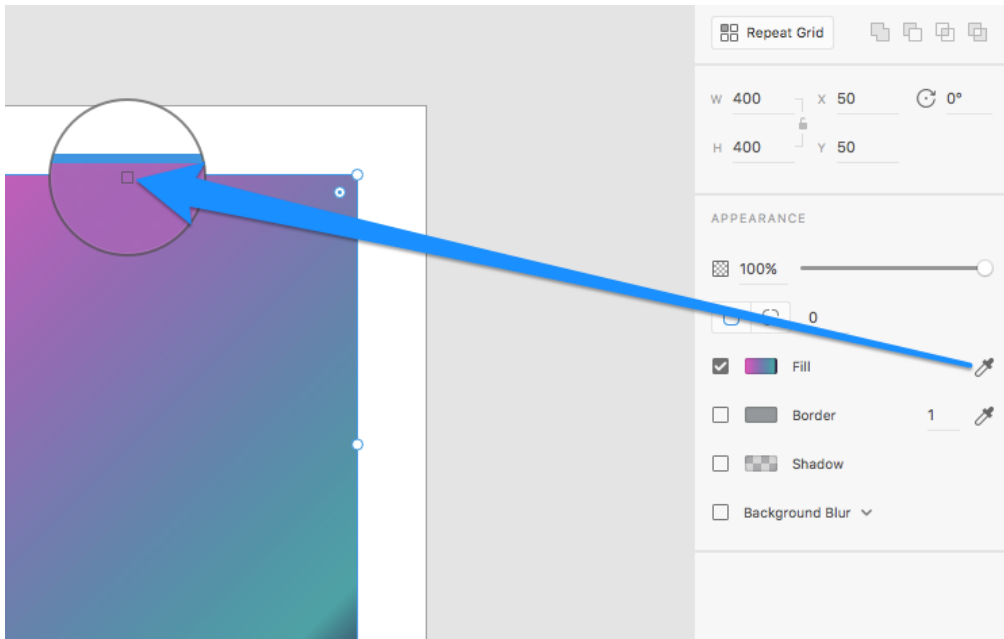 Repeat Grid
W 400 X 50 0°
H 400 Y 50
APPEARANCE
100%
0
Fill
Border 1
Shadow
Background Blur